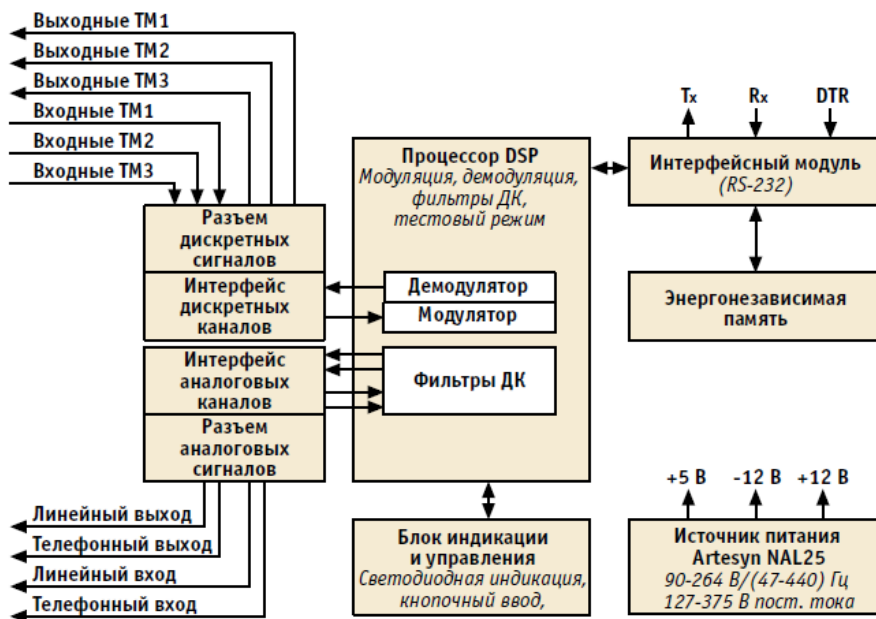 Выходные ТМ1
Выходные ТМ2
Выходные ТМ3
Входные ТМ1
Входные ТМ2
Входные ТМ3
Разъем
дискретных
сигналов
Интерфейс
дискретных
каналов
Интерфейс
аналоговых
каналов
Разъем
аналоговых
сигналов
Линейный выход
Телефонный выход
Линейный вход
Телефонный вход
Процессор DSP
Модуляция, демодуляция,
фильтры ДК,
тестовый режим
Демодулятор
Модулятор
Фильтры ДК
Блок индикации
и управления
Светодиодная индикация,
кнопочный ввод,
Tx Rx DTR
Интерфейсный модуль
(RS-232)
Энергонезависимая
память
+5 В -12 В +12 В
Источник питания
Artesyn NAL25
90-264 В/(47-440) Гц
127-375 В пост. тока